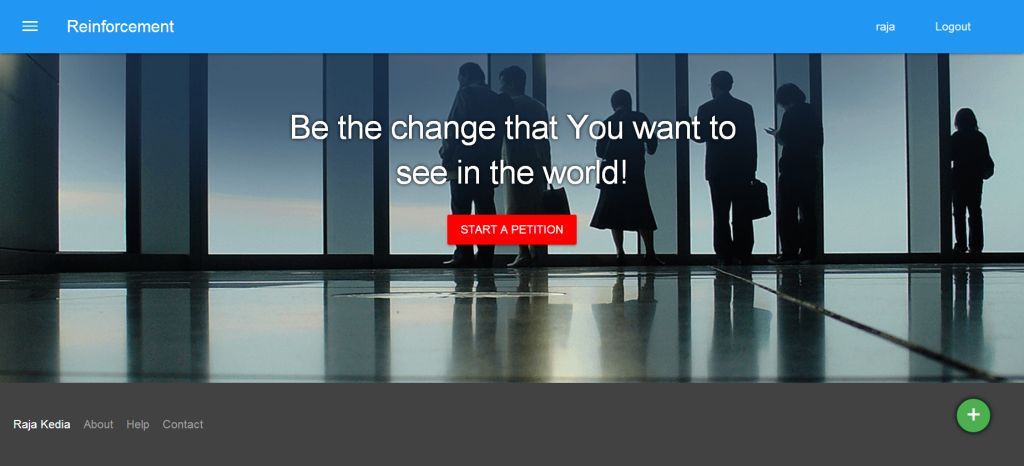 Reinforcement
raja Logout
Be the change that You want to
see in the world!
START A PETITION
Raja Kedia About Help Contact
+